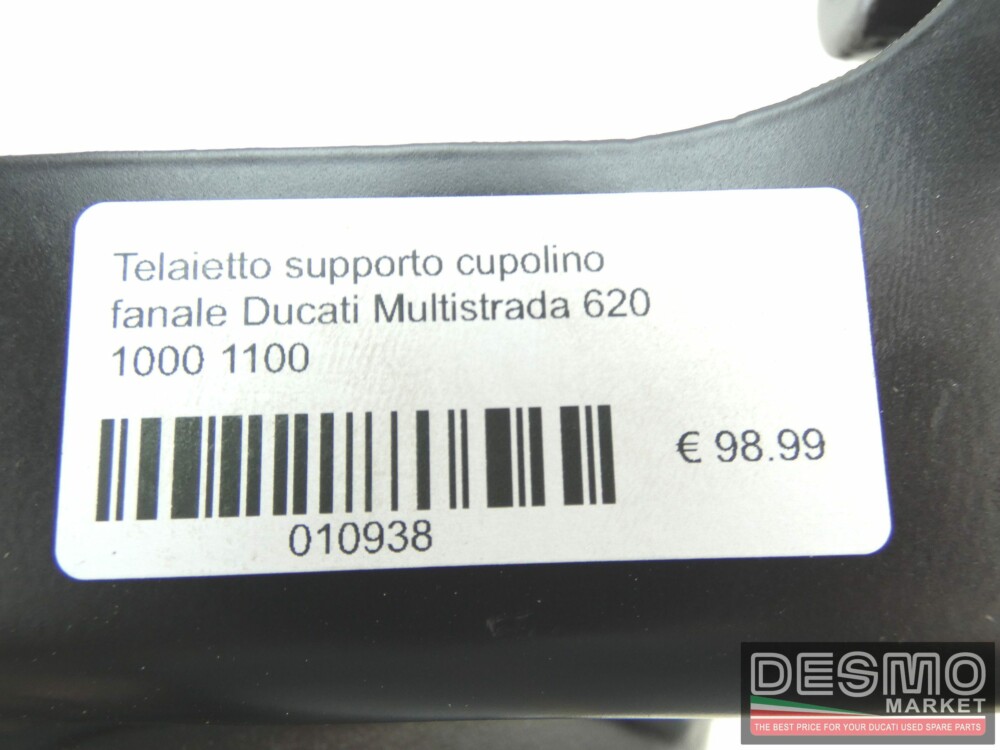 Telaietto supporto cupolino
fanale Ducati Multistrada 620
1000 1100
€ 98.99
010938
DESMO
MARKET
THE BEST PRICE FOR YOUR DUCATI USED SPARE PARTS